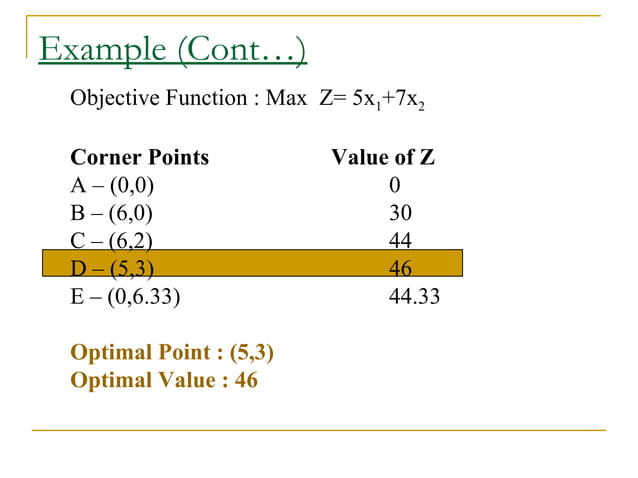 Example (Cont…)
Objective Function : Max Z= 5x₁+7x₂
Corner Points Value of Z
A – (0,0) 0
B – (6,0) 30
C – (6,2) 44
D – (5,3) 46
E – (0,6.33) 44.33
Optimal Point : (5,3)
Optimal Value : 46